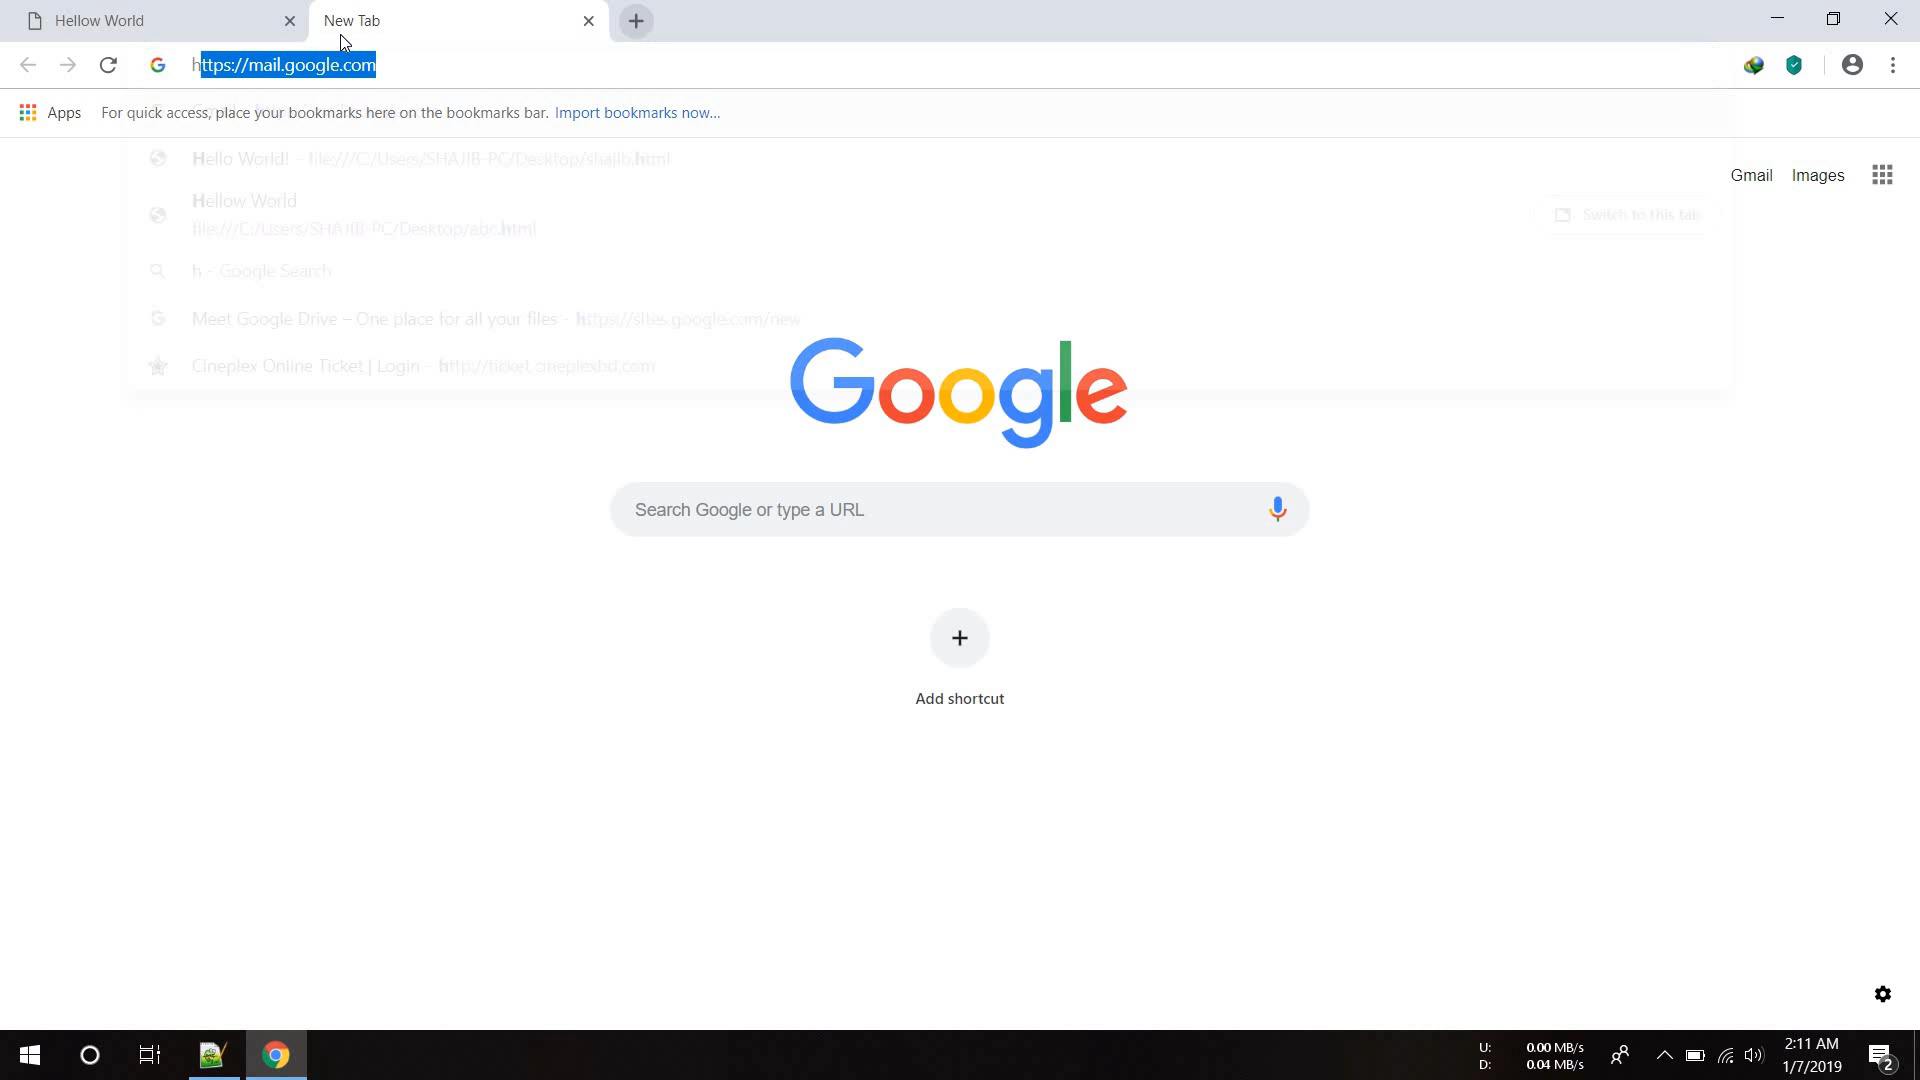 Hellow World
New Tab
https://mail.google.com
Apps
For quick access, place your bookmarks here on the bookmarks bar. Import bookmarks now...
Hello World! - file:///C:/Users/SHAJIB-PC/Desktop/shajib.html
Gmail Images
Hellow World
file:///C:/Users/SHAJIB-PC/Desktop/abc.html
Switch to this tab
h - Google Search
Meet Google Drive – One place for all your files - https://sites.google.com/new
Cineplex Online Ticket | Login - http://ticket.cineplexbd.com
Google
Search Google or type a URL
Add shortcut
U: 0.00 MB/s
D: 0.04 MB/s
2:11 AM
1/7/2019
2